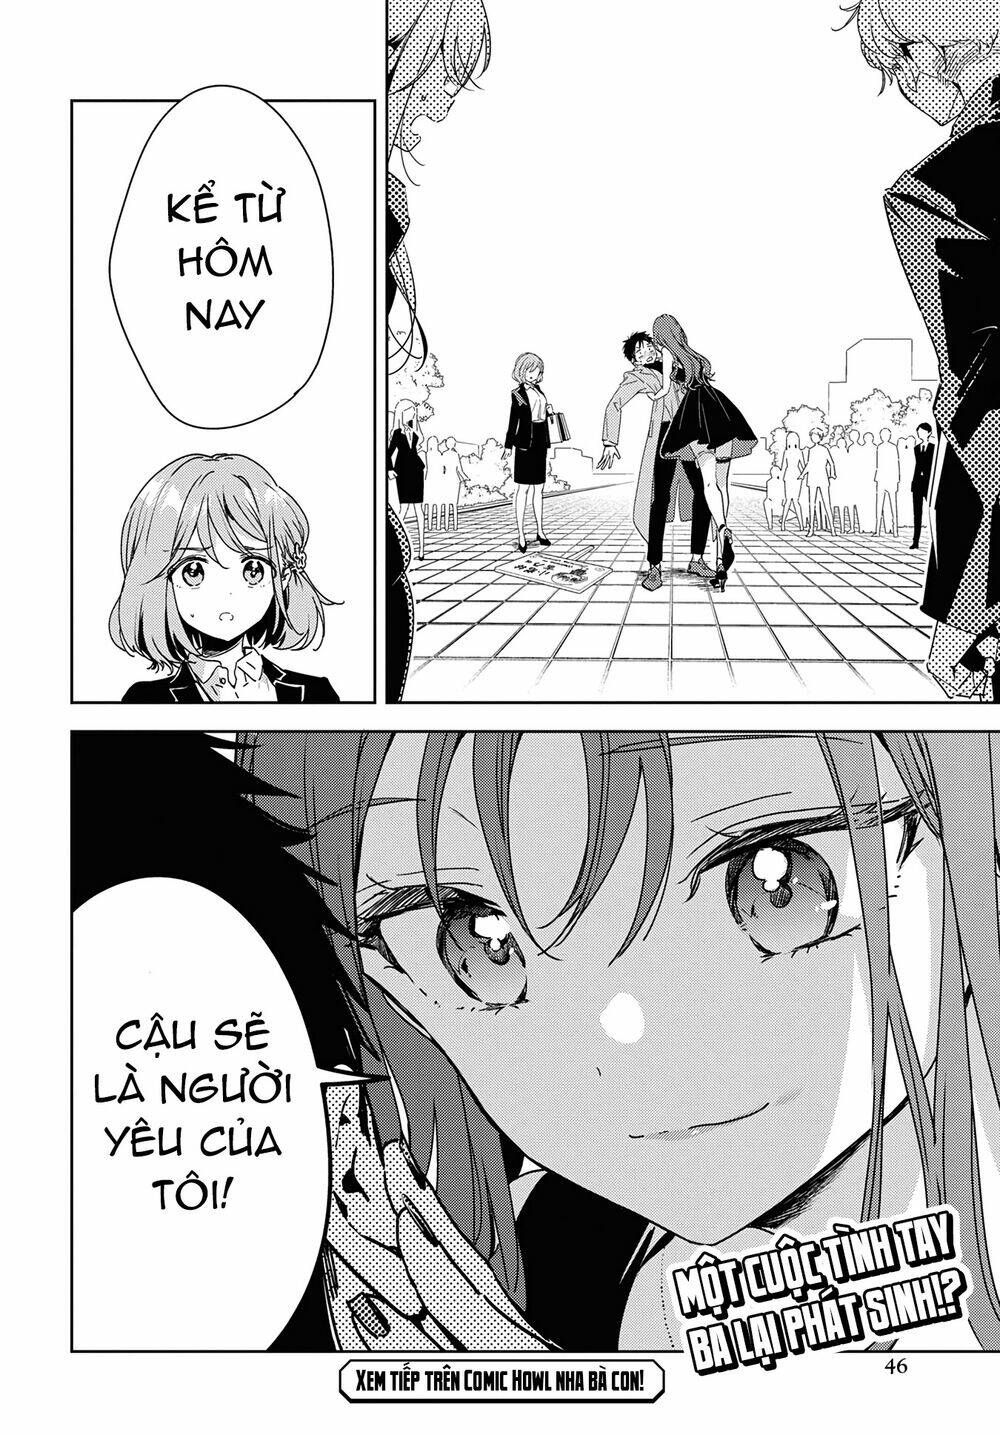 KỂ TỪ
HÔM
NAY
CẬU SẼ
LÀ NGƯỜI
YÊU CỦA
TÔI!
MỘT CUỘC TÌNH TAY
BA LẠI PHÁT SINH!?
46
XEM TIẾP TRÊN COMIC HOWL NHA BÀ CON!